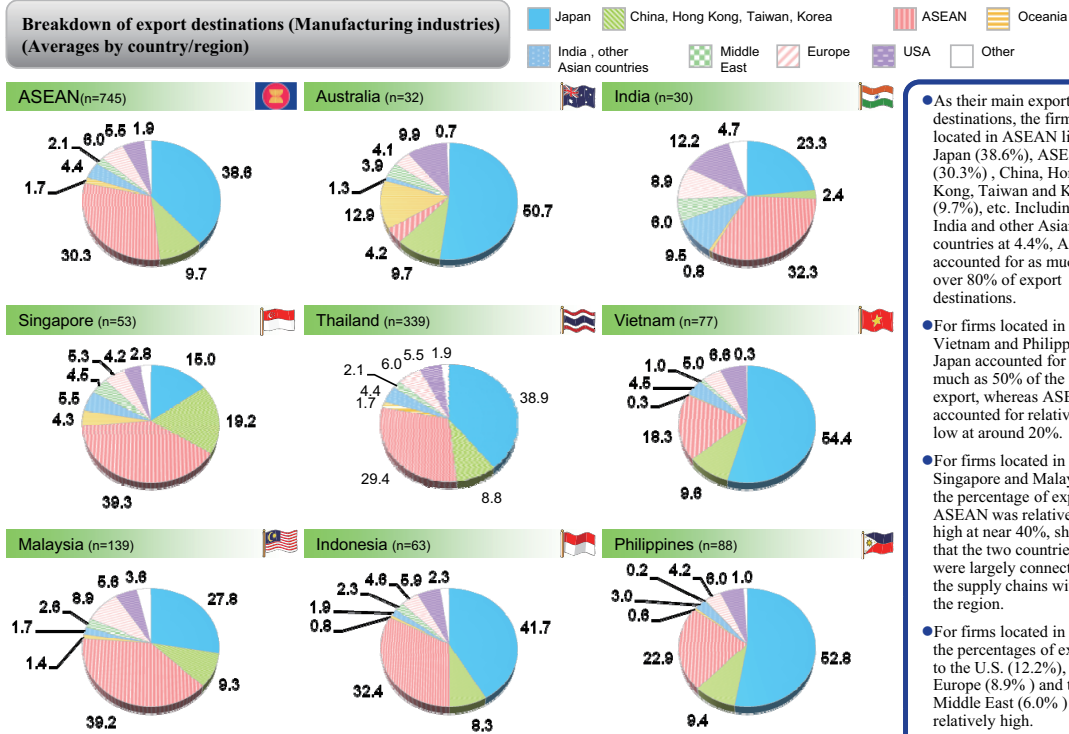 Breakdown of export destinations (Manufacturing industries)
(Averages by country/region)
Japan
China, Hong Kong, Taiwan, Korea
ASEAN
Oceania
India , other
Asian countries
Middle
East
Europe
USA
Other
ASEAN(n=745)
38.6
9.7
30.3
1.7
4.4
2.1
6.0
5.5
1.9
Australia (n=32)
50.7
9.7
4.2
12.9
1.3
3.9
4.1
9.9
0.7
India (n=30)
23.3
2.4
32.3
0.8
9.5
6.0
8.9
12.2
4.7
Singapore (n=53)
15.0
19.2
39.3
4.3
5.5
4.5
5.3
4.2
2.8
Thailand (n=339)
38.9
8.8
29.4
1.7
4.4
2.1
6.0
5.5
1.9
Vietnam (n=77)
54.4
9.6
18.3
0.3
4.5
1.0
5.0
6.6
0.3
Malaysia (n=139)
27.8
9.3
39.2
1.4
1.7
2.6
8.9
5.6
3.6
Indonesia (n=63)
41.7
8.3
32.4
0.8
1.9
2.3
4.6
5.9
2.3
Philippines (n=88)
52.8
9.4
22.9
0.6
3.0
0.2
4.2
6.0
1.0
●As their main export
destinations, the firm
located in ASEAN li
Japan (38.6%), ASE
(30.3%) , China, Hon
Kong, Taiwan and K
(9.7%), etc. Including
India and other Asian
countries at 4.4%, A
accounted for as muc
over 80% of export
destinations.
●For firms located in
Vietnam and Philipp
Japan accounted for
much as 50% of the
export, whereas ASE
accounted for relativ
low at around 20%.
●For firms located in
Singapore and Malay
the percentage of exp
ASEAN was relative
high at near 40%, sh
that the two countrie
were largely connect
the supply chains wi
the region.
●For firms located in
the percentages of ex
to the U.S. (12.2%),
Europe (8.9% ) and t
Middle East (6.0% )
relatively high.